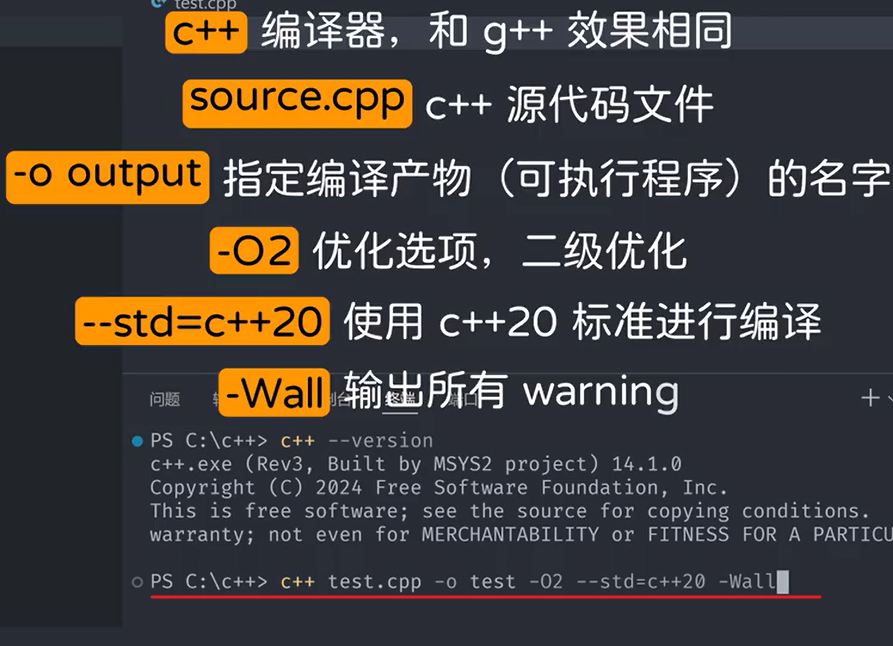 test.cpp
c++ 编译器，和 g++ 效果相同
source.cpp c++ 源代码文件
-o output 指定编译产物（可执行程序）的名字
-O2 优化选项，二级优化
--std=c++20 使用 c++20 标准进行编译
-Wall 输出所有 warning
问题 终端
PS C:\c++> c++ --version
c++.exe (Rev3, Built by MSYS2 project) 14.1.0
Copyright (C) 2024 Free Software Foundation, Inc.
This is free software; see the source for copying conditions.
warranty; not even for MERCHANTABILITY or FITNESS FOR A PARTICU
PS C:\c++> c++ test.cpp -o test -O2 --std=c++20 -Wall